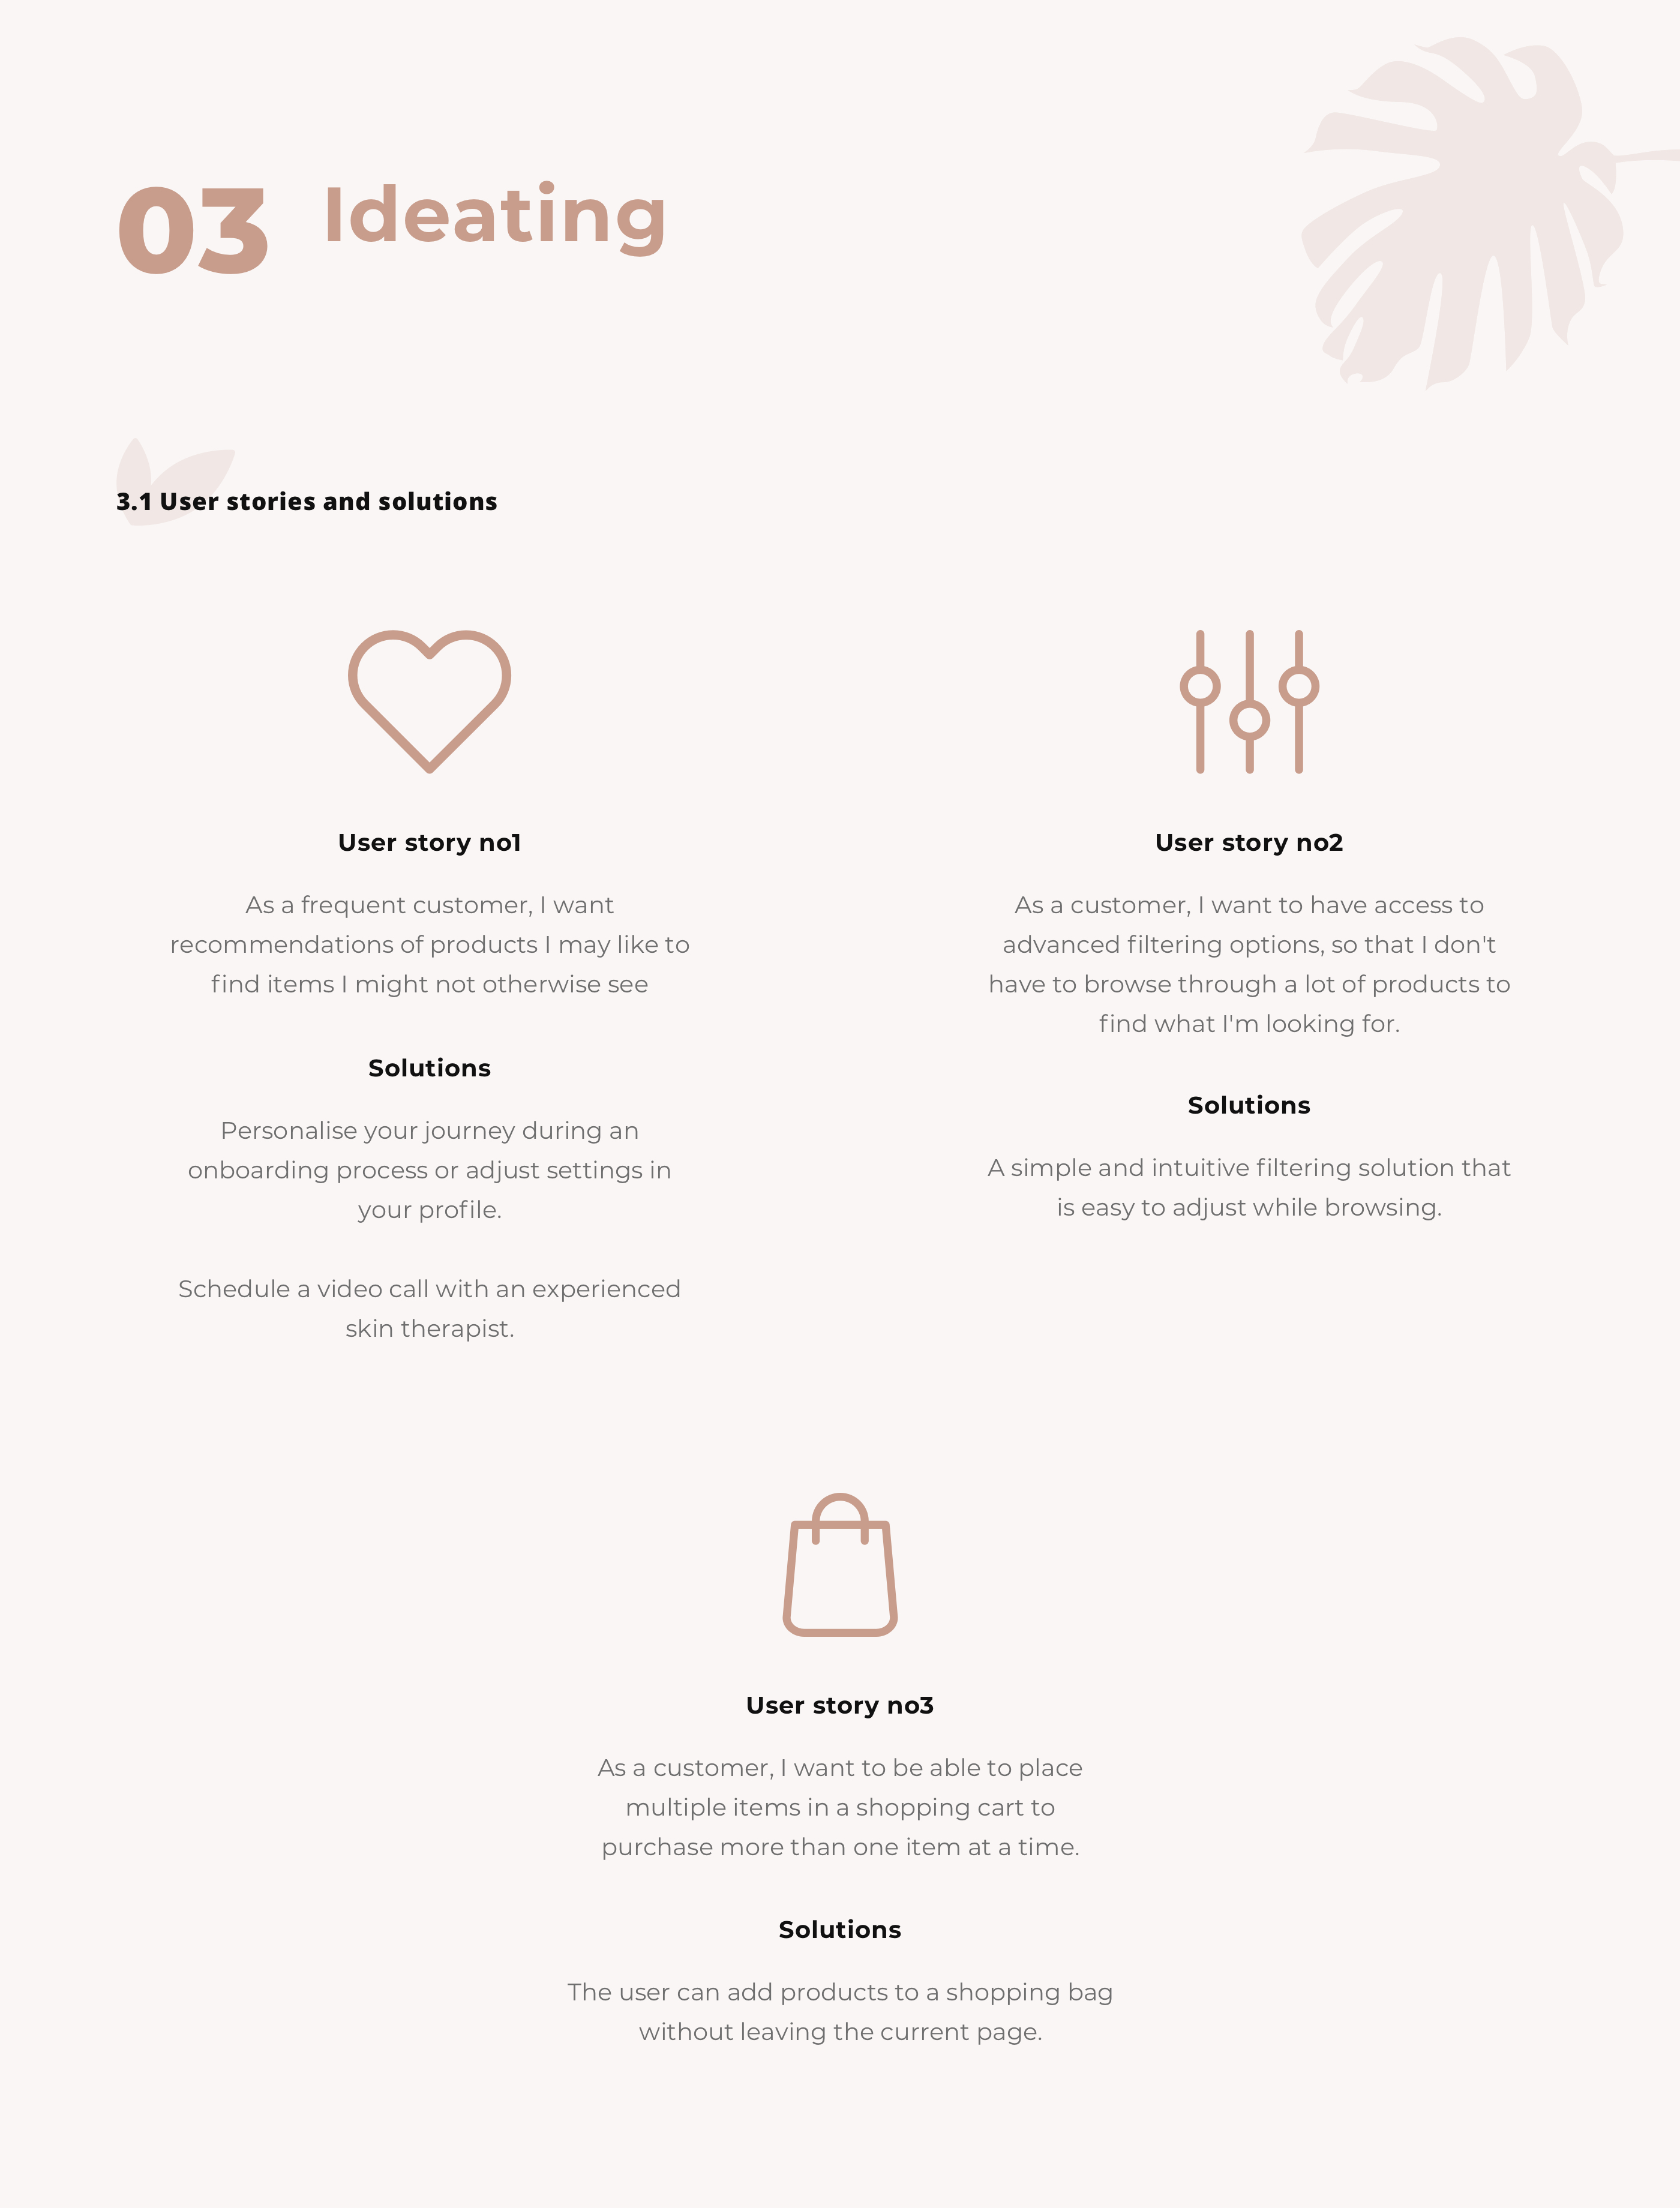 03 Ideating
3.1 User stories and solutions
User story no1
As a frequent customer, I want
recommendations of products I may like to
find items I might not otherwise see
Solutions
Personalise your journey during an
onboarding process or adjust settings in
your profile.
Schedule a video call with an experienced
skin therapist.
User story no2
As a customer, I want to have access to
advanced filtering options, so that I don't
have to browse through a lot of products to
find what I'm looking for.
Solutions
A simple and intuitive filtering solution that
is easy to adjust while browsing.
User story no3
As a customer, I want to be able to place
multiple items in a shopping cart to
purchase more than one item at a time.
Solutions
The user can add products to a shopping bag
without leaving the current page.